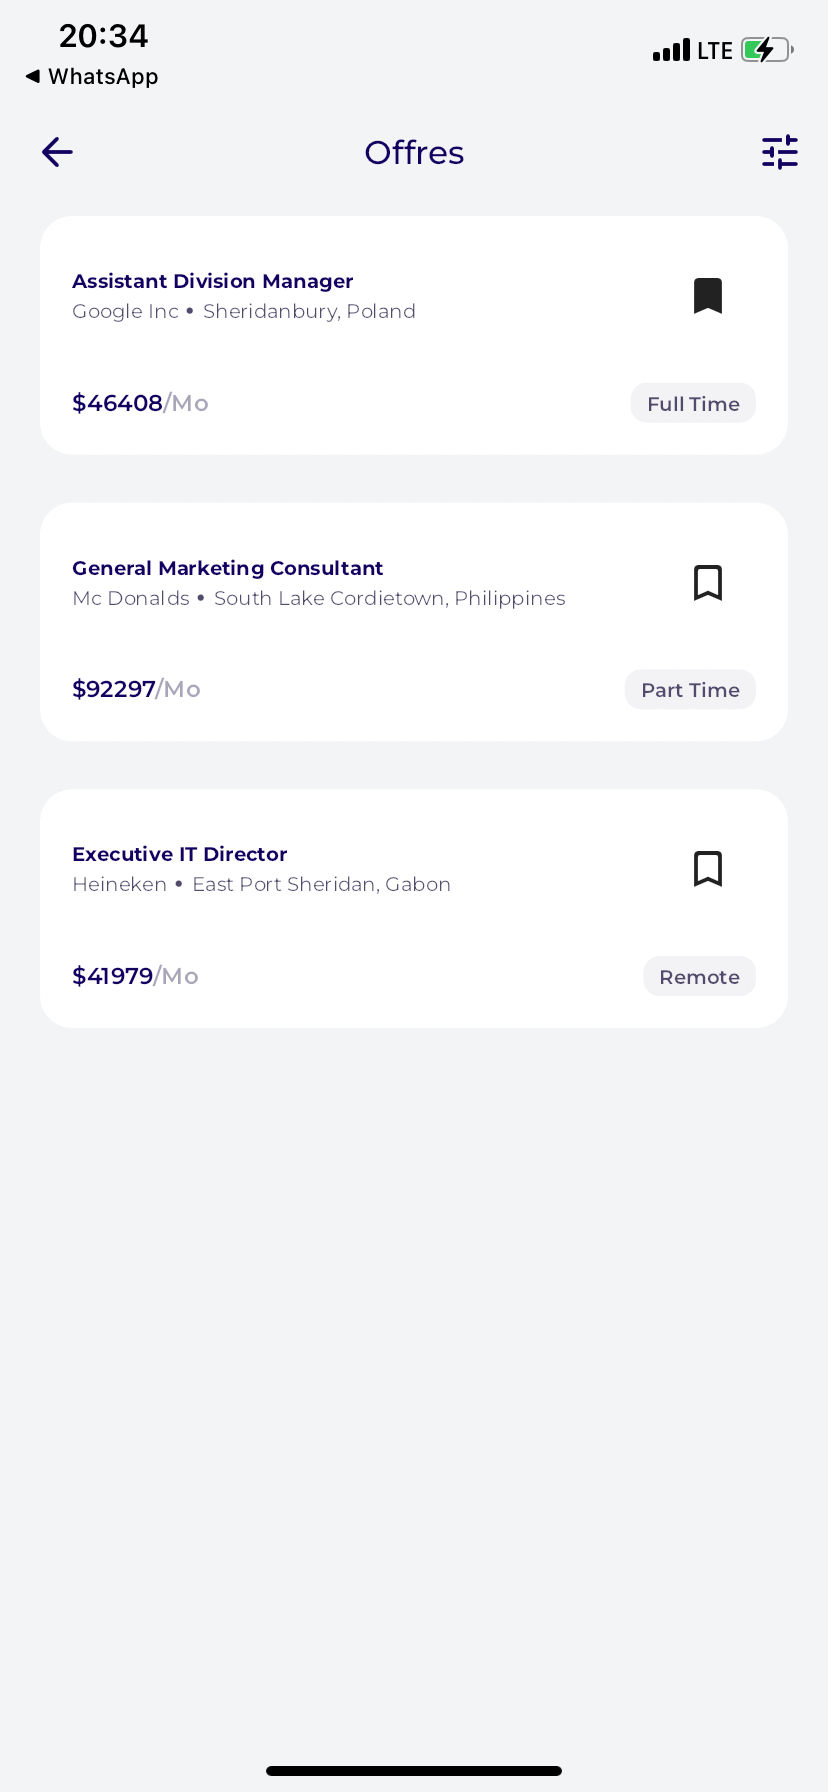 20:34
LTE
◀ WhatsApp
Offres
Assistant Division Manager
Google Inc • Sheridanbury, Poland
$46408/Mo
Full Time
General Marketing Consultant
Mc Donalds • South Lake Cordietown, Philippines
$92297/Mo
Part Time
Executive IT Director
Heineken • East Port Sheridan, Gabon
$41979/Mo
Remote